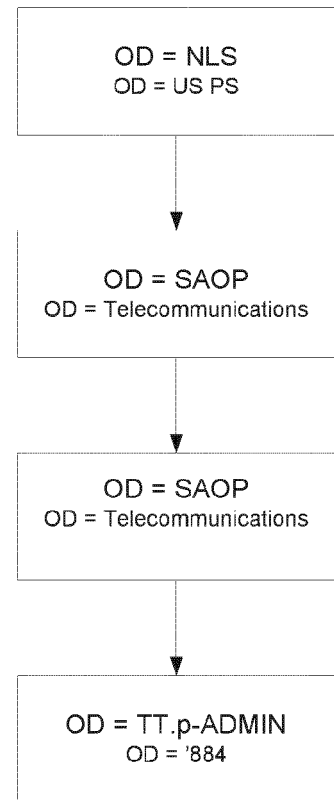 OD = NLS
OD = US PS
OD = SAOP
OD = Telecommunications
OD = SAOP
OD = Telecommunications
OD = TT.p-ADMIN
OD = '884